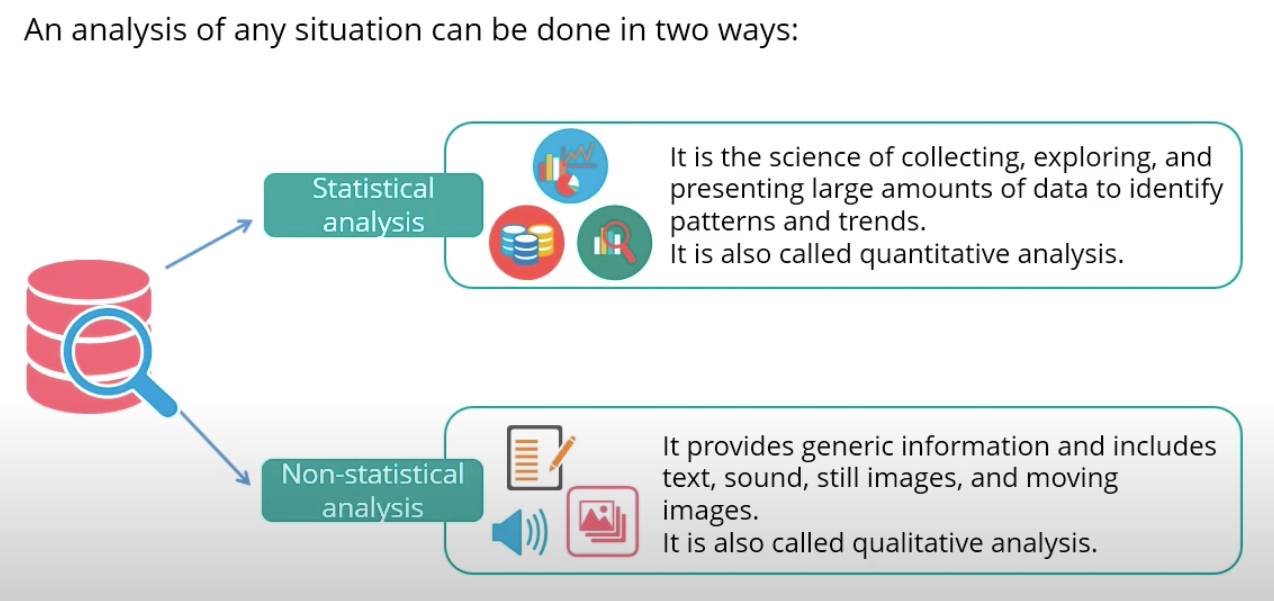 An analysis of any situation can be done in two ways:
Statistical
analysis
It is the science of collecting, exploring, and
presenting large amounts of data to identify
patterns and trends.
It is also called quantitative analysis.
Non-statistical
analysis
It provides generic information and includes
text, sound, still images, and moving
images.
It is also called qualitative analysis.